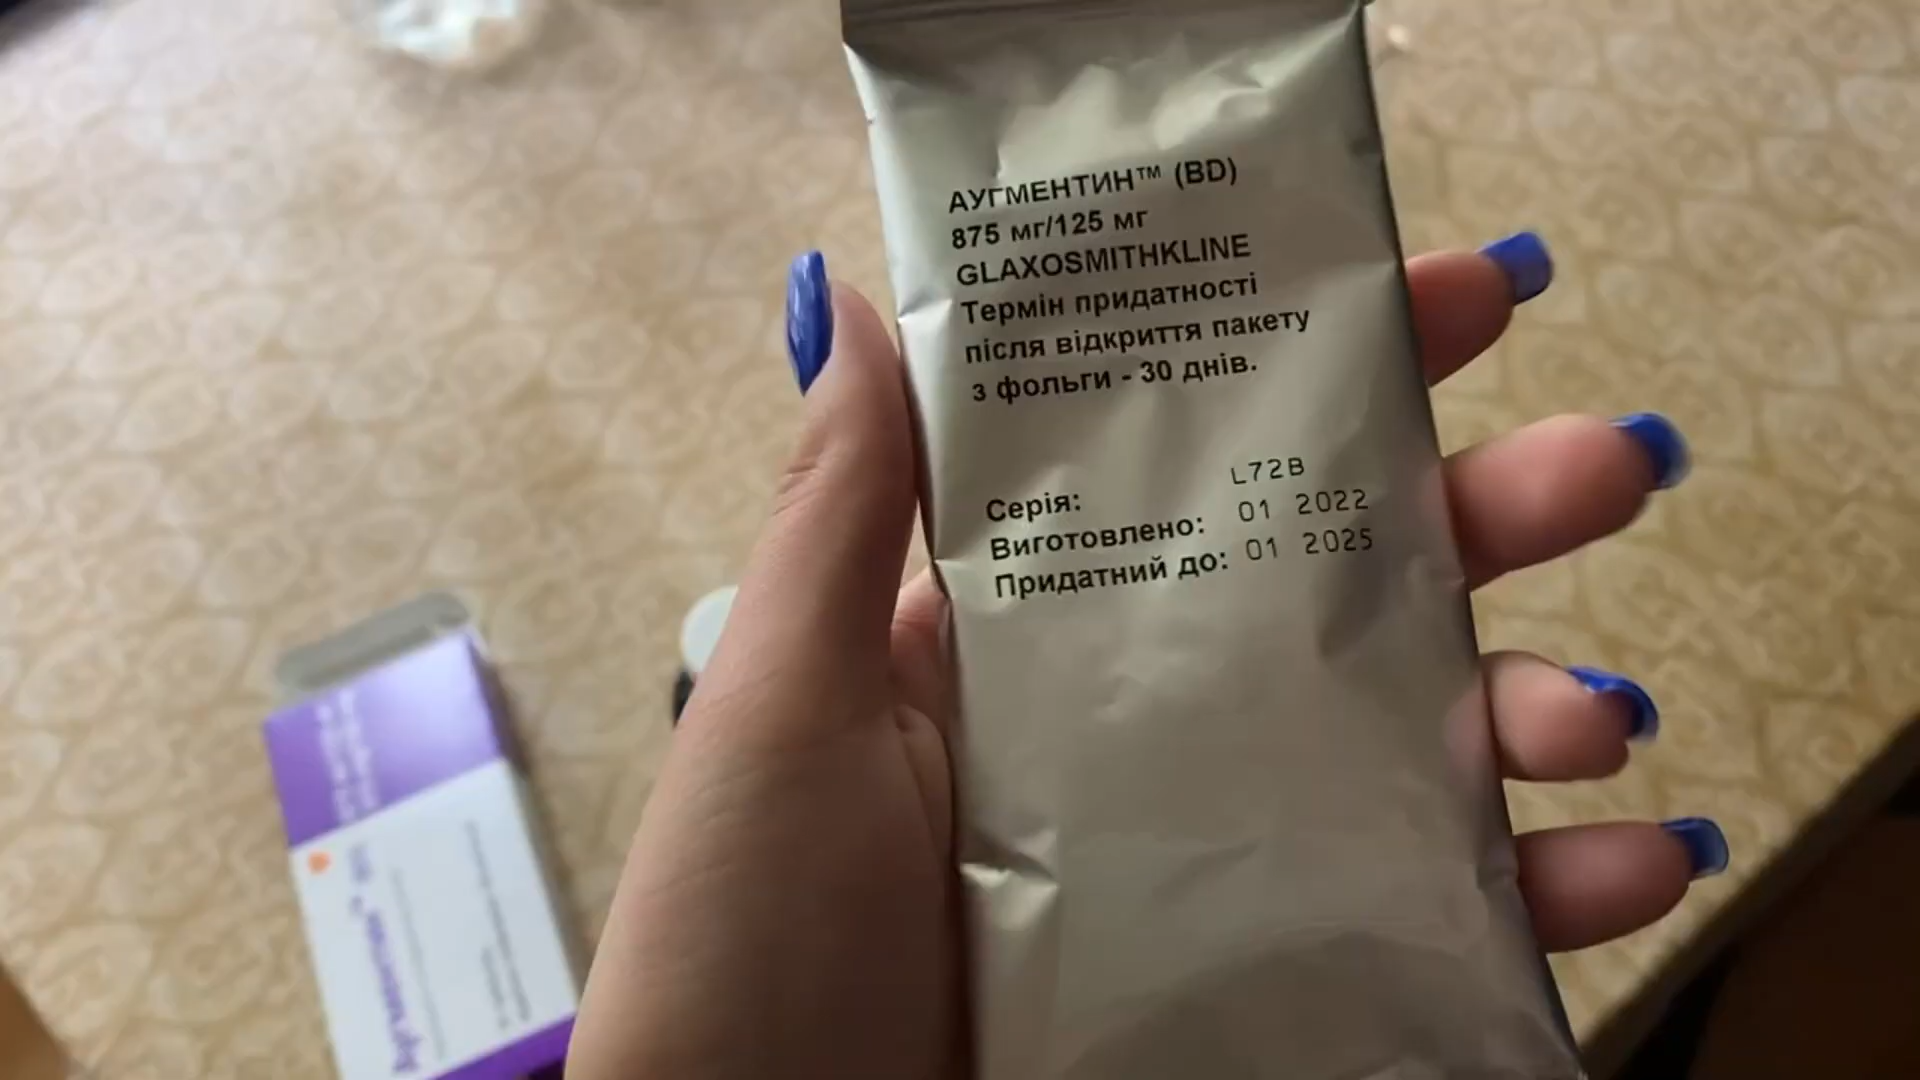 АУГМЕНТИН™ (BD)
875 мг/125 мг
GLAXOSMITHKLINE
Термін придатності
після відкриття пакету
з фольги - 30 днів.
Серія: L72B
Виготовлено: 01 2022
Придатний до: 01 2025
Аугментин™